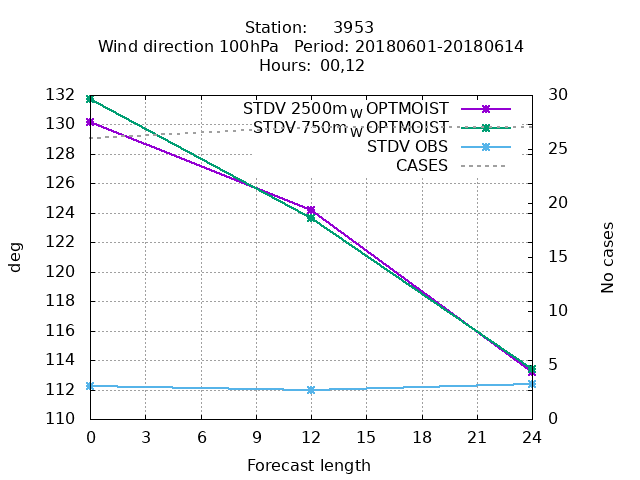 Station: 3953
Wind direction 100hPa Period: 20180601-20180614
Hours: 00,12
STDV 2500m_W OPTMOIST
STDV 750m_W OPTMOIST
STDV OBS
CASES
132
130
128
126
124
122
120
118
116
114
112
110
deg
30
25
20
15
10
5
0
No cases
0 3 6 9 12 15 18 21 24
Forecast length